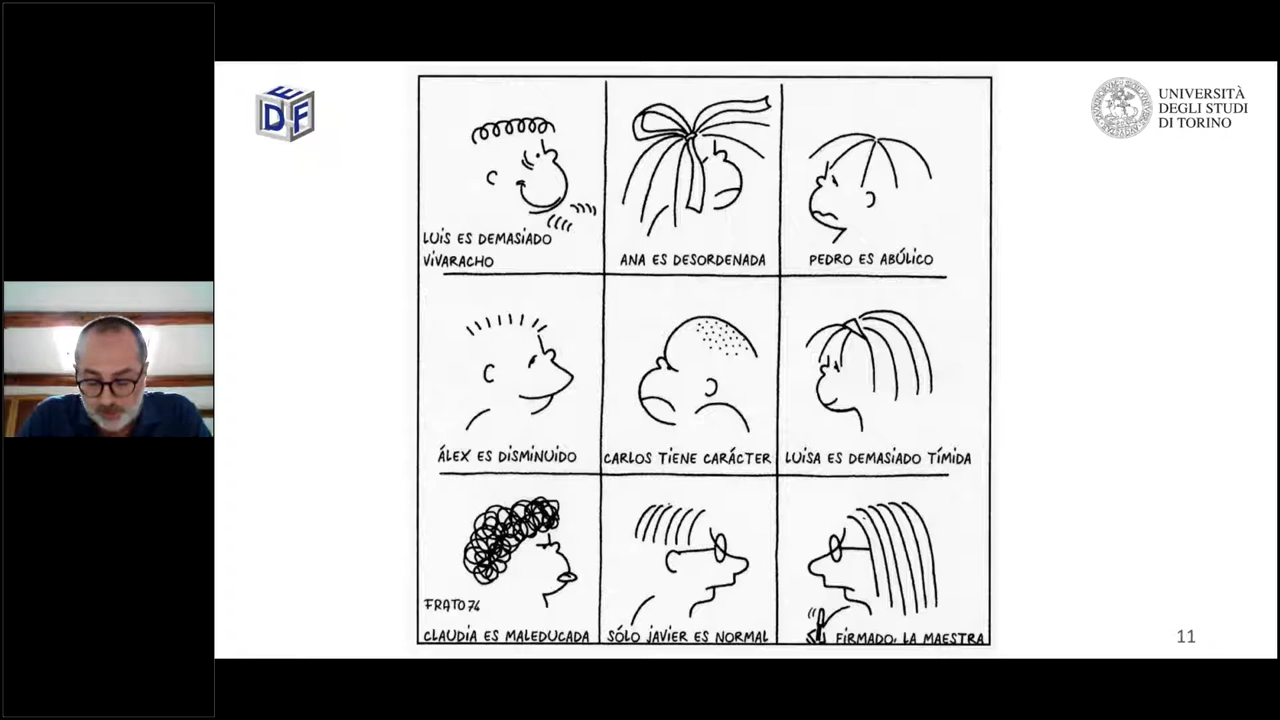 EDF
UNIVERSITÀ
DEGLI STUDI
DI TORINO
LUIS ES DEMASIADO
VIVARACHO
ANA ES DESORDENADA
PEDRO ES ABÚLICO
ÁLEX ES DISMINUIDO
CARLOS TIENE CARÁCTER
LUISA ES DEMASIADO TÍMIDA
FRATO 76
CLAUDIA ES MALEDUCADA
SÓLO JAVIER ES NORMAL
FIRMADO: LA MAESTRA
11